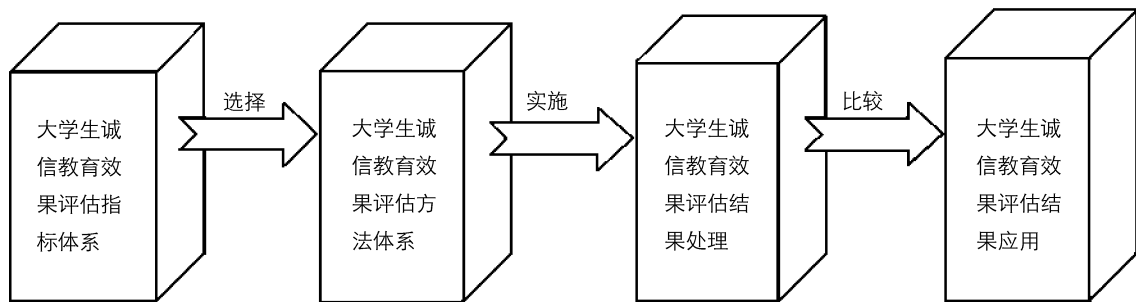 大学生诚
信教育效
果评估指
标体系
选择
大学生诚
信教育效
果评估方
法体系
实施
大学生诚
信教育效
果评估结
果处理
比较
大学生诚
信教育效
果评估结
果应用